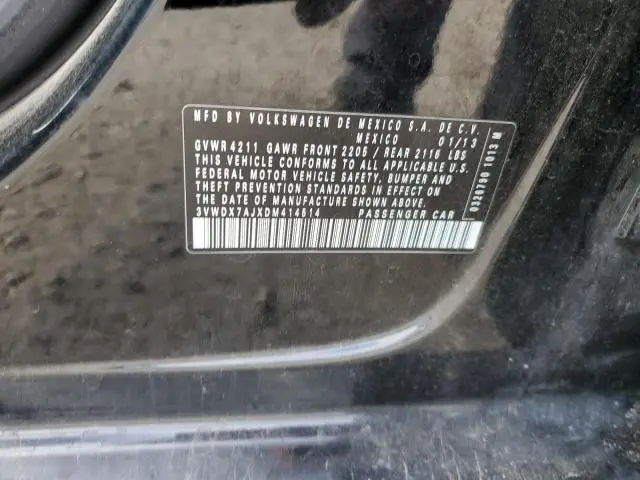 MFD BY VOLKSWAGEN DE MEXICO S.A. DE C.V.
MEXICO 01/13
GVWR 4211 GAWR FRONT 2205 / REAR 2116 LBS
THIS VEHICLE CONFORMS TO ALL APPLICABLE U.S.
FEDERAL MOTOR VEHICLE SAFETY, BUMPER AND
THEFT PREVENTION STANDARDS IN EFFECT ON
THE DATE OF MANUFACTURE SHOWN ABOVE.
3VWDX7AJXDM414614 PASSENGER CAR
1013 M